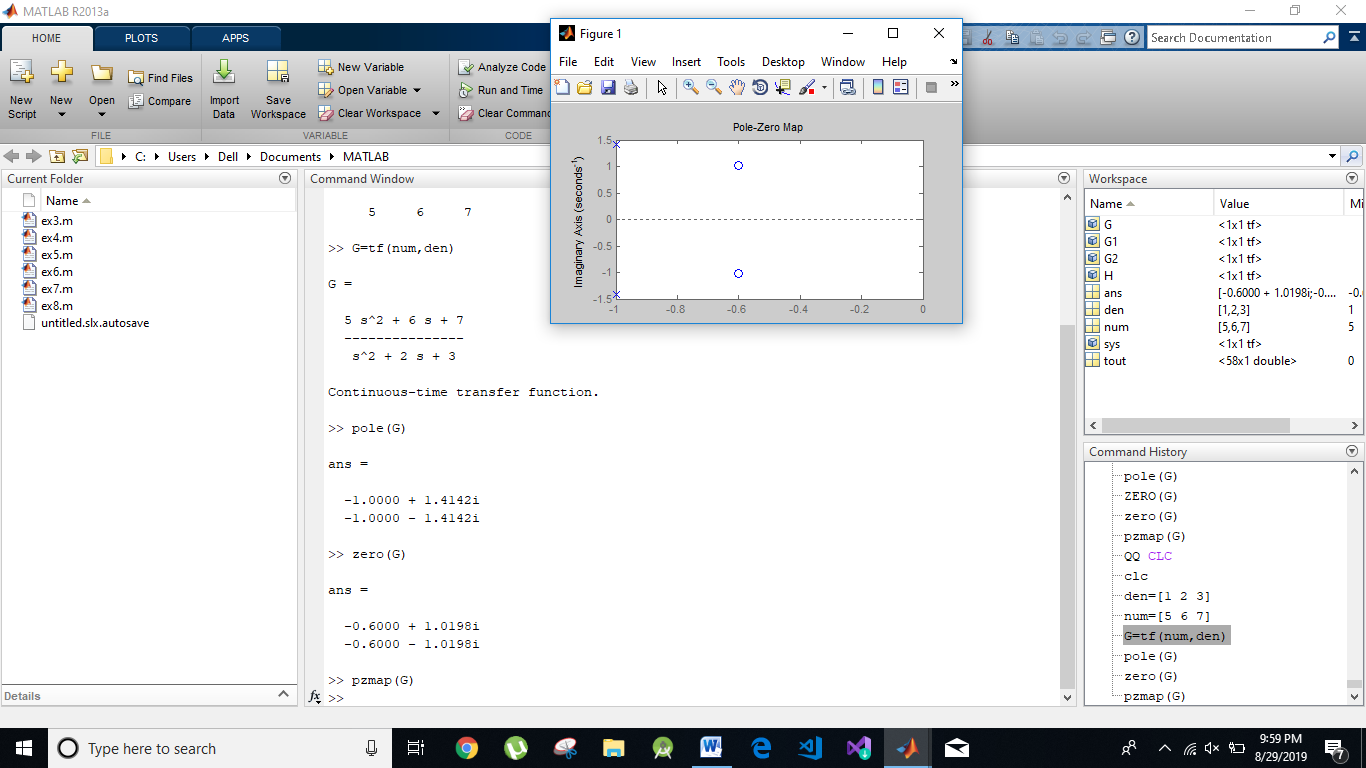 MATLAB R2013a
HOME
PLOTS
APPS
Search Documentation
New Script
New
Open
Find Files
Compare
Import Data
Save Workspace
New Variable
Open Variable
Clear Workspace
Analyze Code
Run and Time
Clear Command
FILE
VARIABLE
CODE
C:
Users
Dell
Documents
MATLAB
Current Folder
Name
ex3.m
ex4.m
ex5.m
ex6.m
ex7.m
ex8.m
untitled.slx.autosave
Details
Command Window
5 6 7
>> G=tf(num,den)
G =
5 s^2 + 6 s + 7
---------------
s^2 + 2 s + 3
Continuous-time transfer function.
>> pole(G)
ans =
-1.0000 + 1.4142i
-1.0000 - 1.4142i
>> zero(G)
ans =
-0.6000 + 1.0198i
-0.6000 - 1.0198i
>> pzmap(G)
fx >>
Figure 1
File Edit View Insert Tools Desktop Window Help
Pole-Zero Map
Imaginary Axis (seconds-1)
1.5
1
0.5
0
-0.5
-1
-1.5
-1 -0.8 -0.6 -0.4 -0.2 0
Workspace
Name Value Mi
G <1x1 tf>
G1 <1x1 tf>
G2 <1x1 tf>
H <1x1 tf>
ans [-0.6000 + 1.0198i;-0.... -0.
den [1,2,3] 1
num [5,6,7] 5
sys <1x1 tf>
tout <58x1 double> 0
Command History
pole(G)
ZERO(G)
zero(G)
pzmap(G)
QQ CLC
clc
den=[1 2 3]
num=[5 6 7]
G=tf(num,den)
pole(G)
zero(G)
pzmap(G)
Type here to search
9:59 PM
8/29/2019
7